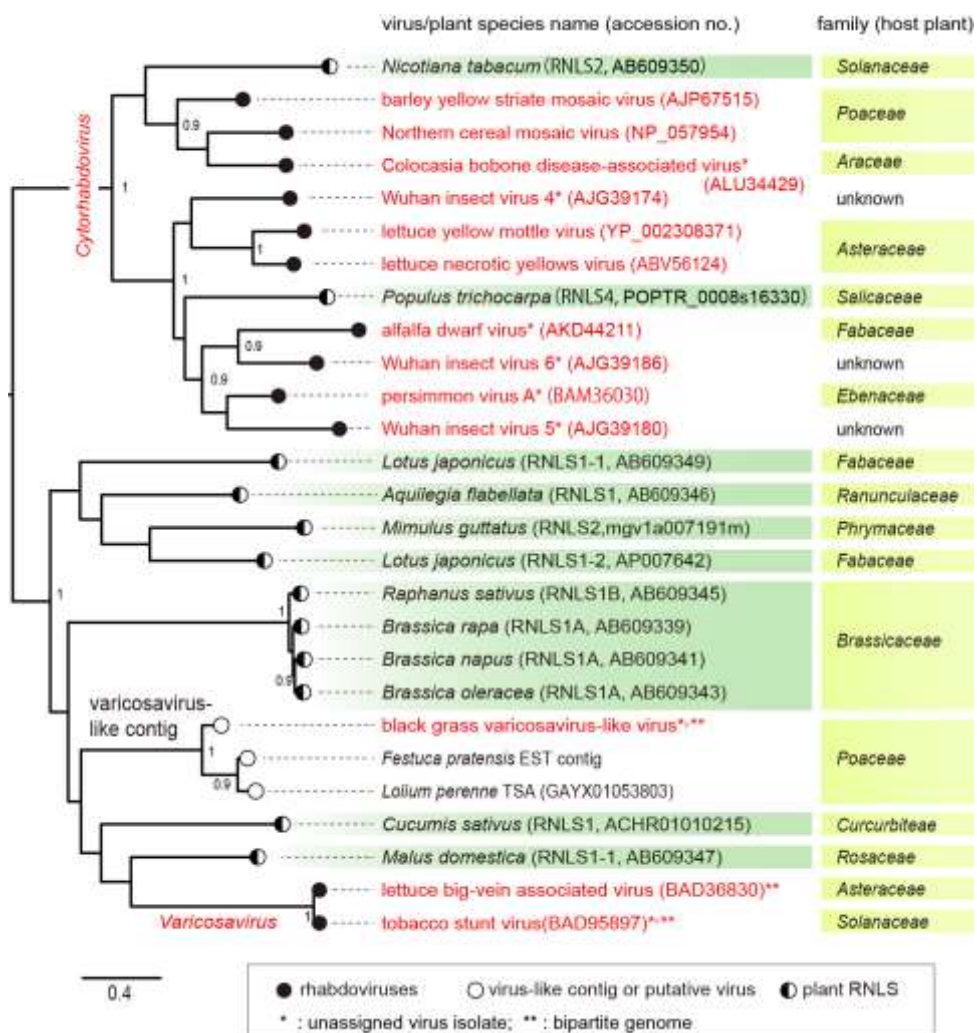 virus/plant species name (accession no.) family (host plant)
Nicotiana tabacum (RNLS2, AB609350) Solanaceae
barley yellow striate mosaic virus (AJP67515) Poaceae
0.9
Northern cereal mosaic virus (NP_057954)
Colocasia bobone disease-associated virus* Araceae
(ALU34429)
Cytorhabdovirus
1
Wuhan insect virus 4* (AJG39174) unknown
lettuce yellow mottle virus (YP_002308371) Asteraceae
1
lettuce necrotic yellows virus (ABV56124)
1
Populus trichocarpa (RNLS4, POPTR_0008s16330) Salicaceae
alfalfa dwarf virus* (AKD44211) Fabaceae
0.9
Wuhan insect virus 6* (AJG39186) unknown
0.9
persimmon virus A* (BAM36030) Ebenaceae
Wuhan insect virus 5* (AJG39180) unknown
Lotus japonicus (RNLS1-1, AB609349) Fabaceae
Aquilegia flabellata (RNLS1, AB609346) Ranunculaceae
Mimulus guttatus (RNLS2,mgv1a007191m) Phrymaceae
Lotus japonicus (RNLS1-2, AP007642) Fabaceae
1
Raphanus sativus (RNLS1B, AB609345)
1
Brassica rapa (RNLS1A, AB609339) Brassicaceae
Brassica napus (RNLS1A, AB609341)
0.9
Brassica oleracea (RNLS1A, AB609343)
varicosavirus-
like contig
black grass varicosavirus-like virus*,**
1
Festuca pratensis EST contig Poaceae
0.9
Lolium perenne TSA (GAYX01053803)
Cucumis sativus (RNLS1, ACHR01010215) Curcurbiteae
Malus domestica (RNLS1-1, AB609347) Rosaceae
lettuce big-vein associated virus (BAD36830)** Asteraceae
1
Varicosavirus
tobacco stunt virus(BAD95897)*,** Solanaceae
0.4
rhabdoviruses virus-like contig or putative virus plant RNLS
* : unassigned virus isolate; ** : bipartite genome